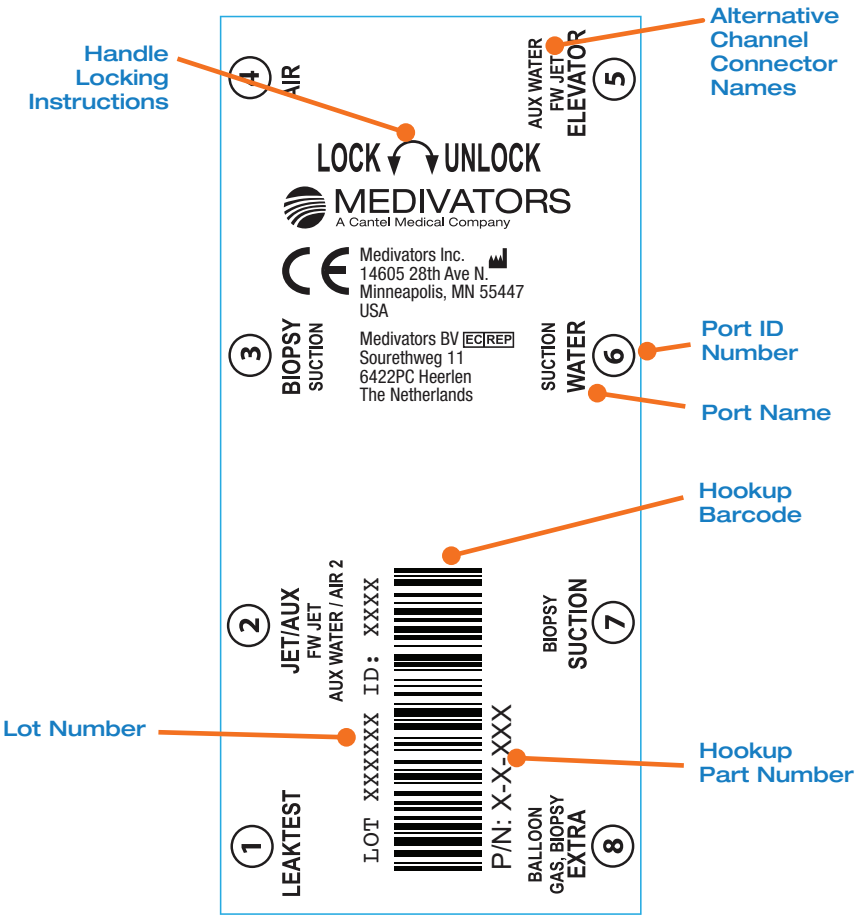 Handle
Locking
Instructions
Alternative
Channel
Connector
Names
4
AIR
AUX WATER
FW JET
ELEVATOR
5
LOCK UNLOCK
MEDIVATORS
A Cantel Medical Company
CE
Medivators Inc.
14605 28th Ave N.
Minneapolis, MN 55447
USA
Medivators BV EC REP
Sourethweg 11
6422PC Heerlen
The Netherlands
3
BIOPSY
SUCTION
SUCTION
WATER
6
Port ID
Number
Port Name
Hookup
Barcode
2
JET/AUX
FW JET
AUX WATER / AIR 2
BIOPSY
SUCTION
7
LOT XXXXXX ID: XXXX
P/N: X-X-XXX
Lot Number
Hookup
Part Number
1
LEAKTEST
BALLOON
GAS, BIOPSY
EXTRA
8